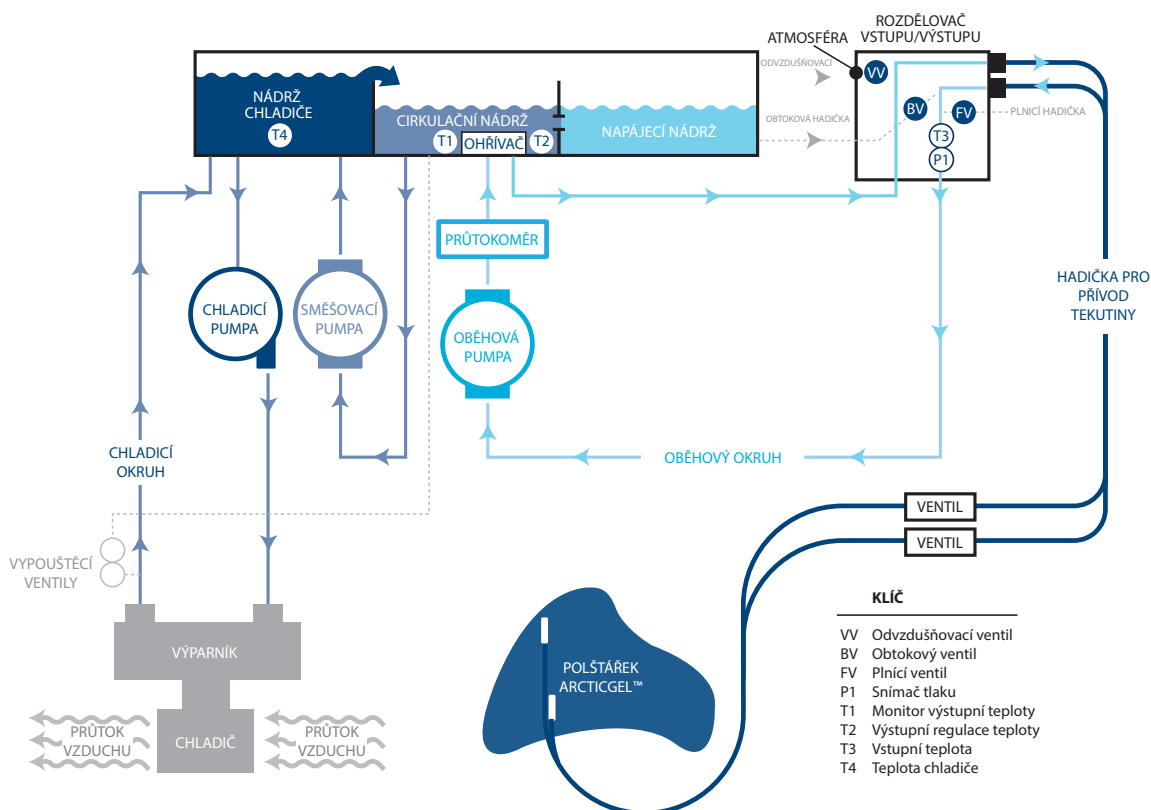 ROZDĚLOVAČ
VSTUPU/VÝSTUPU
ATMOSFÉRA
ODVZDUŠŇOVACÍ
VV
NÁDRŽ
CHLADIČE
T4
CIRKULAČNÍ NÁDRŽ
T1
OHŘÍVAČ
T2
NAPÁJECÍ NÁDRŽ
OBTOKOVÁ HADIČKA
BV
FV
PLNICÍ HADIČKA
T3
P1
PRŮTOKOMĚR
CHLADICÍ
PUMPA
SMĚŠOVACÍ
PUMPA
OBĚHOVÁ
PUMPA
HADIČKA PRO
PŘÍVOD
TEKUTINY
CHLADICÍ
OKRUH
OBĚHOVÝ OKRUH
VENTIL
VENTIL
VYPOUŠTĚCÍ
VENTILY
VÝPARNÍK
CHLADIČ
PRŮTOK
VZDUCHU
PRŮTOK
VZDUCHU
POLŠTÁŘEK
ARCTICGEL™
KLÍČ
VV Odvzdušňovací ventil
BV Obtokový ventil
FV Plnící ventil
P1 Snímač tlaku
T1 Monitor výstupní teploty
T2 Výstupní regulace teploty
T3 Vstupní teplota
T4 Teplota chladiče